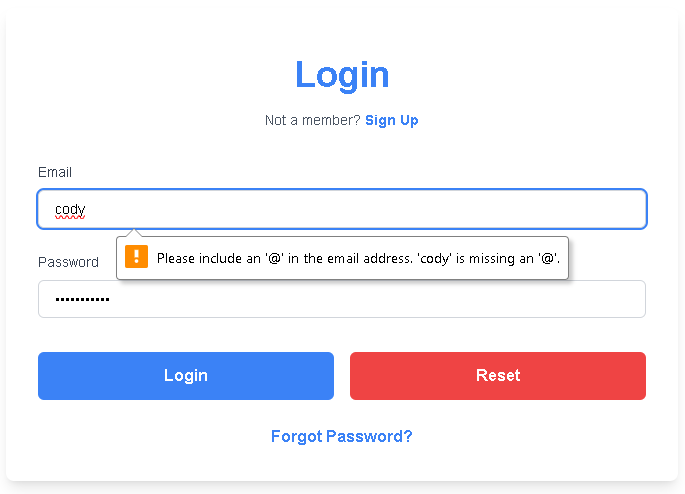 Login
Not a member? Sign Up
Email
cody
Please include an '@' in the email address. 'cody' is missing an '@'.
Password
•••••••••••
Login
Reset
Forgot Password?